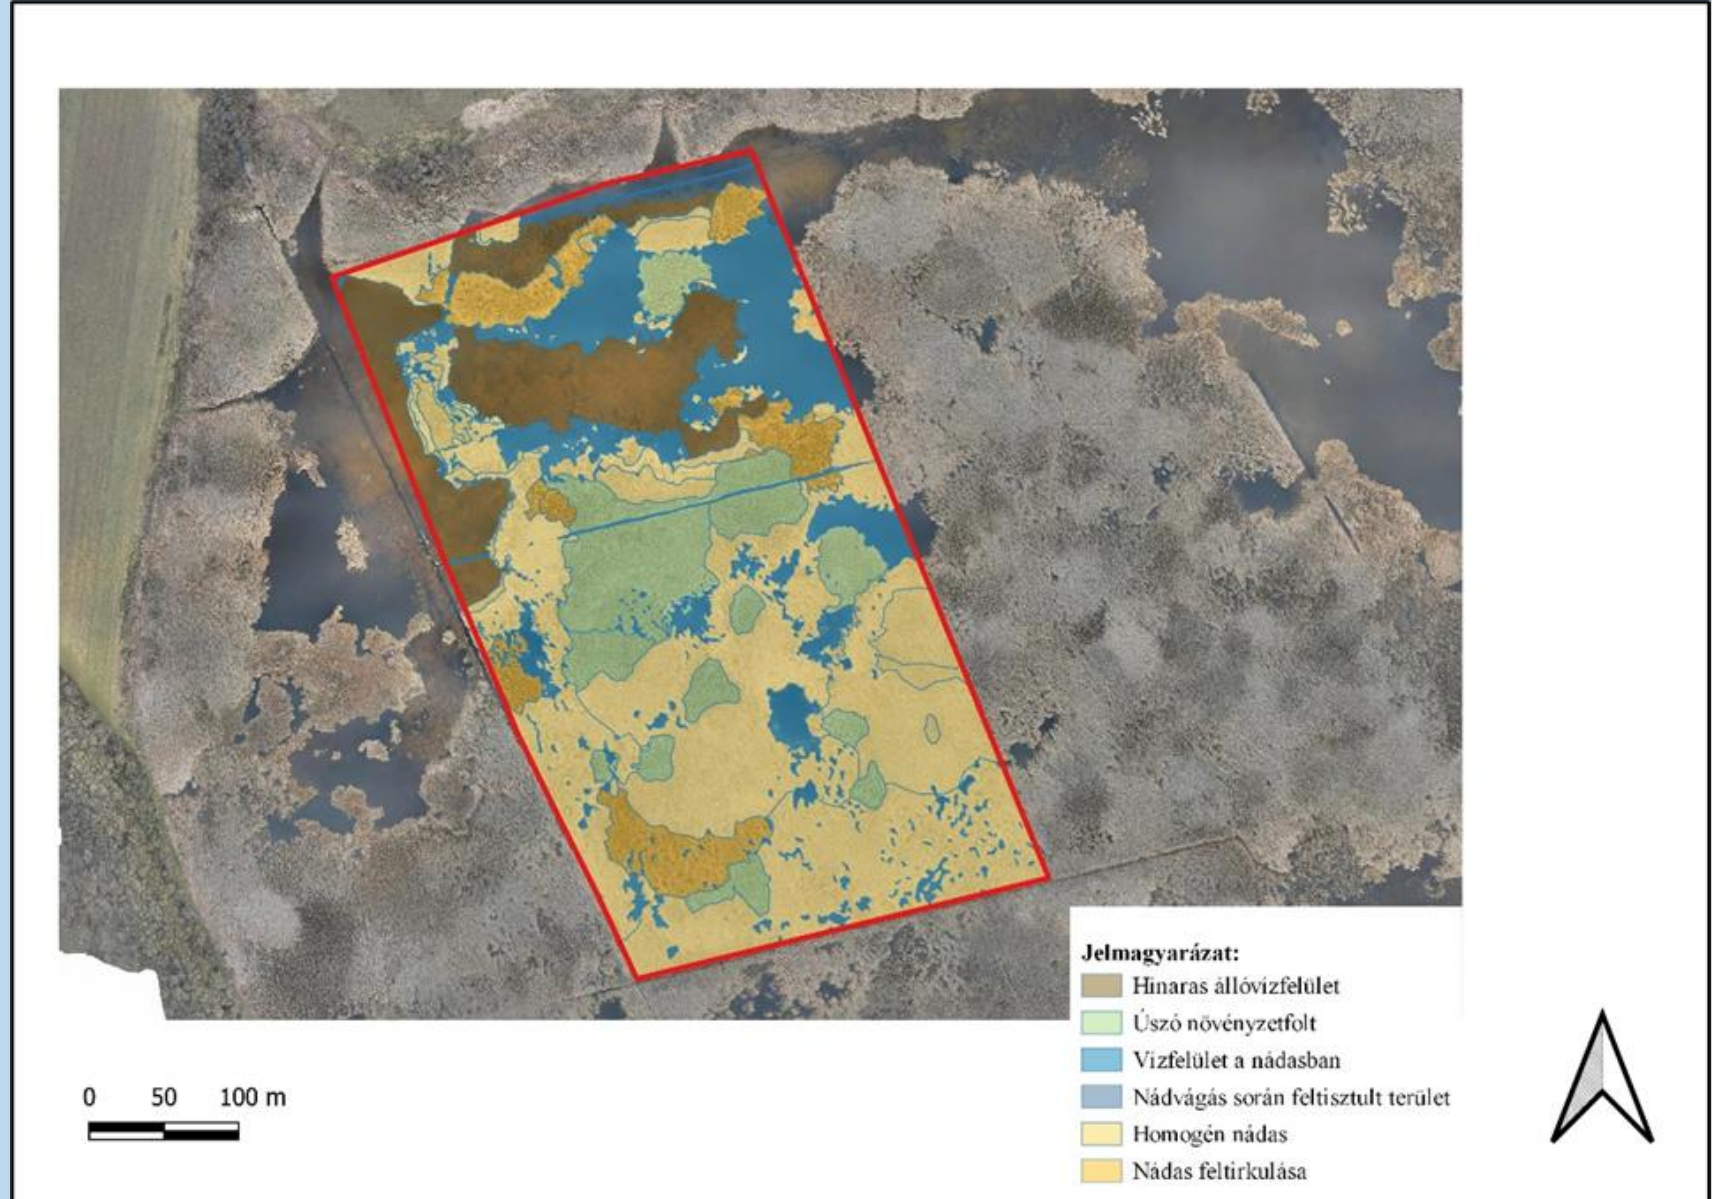 Jelmagyarázat:
Hinaras állóvízfelület
Úszó növényzetfolt
Vízfelület a nádasban
Nádvágás során feltisztult terület
Homogén nádas
Nádas feltirkulása
0 50 100 m